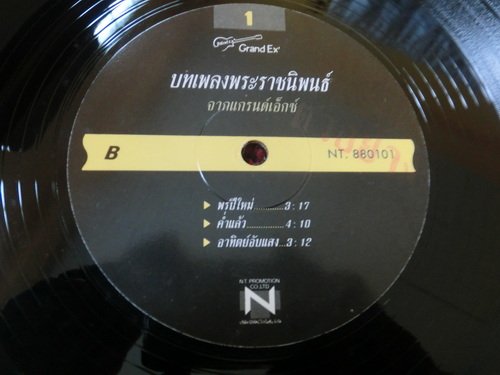 1
Grand Ex'
บทเพลงพระราชนิพนธ์
จากแกรนด์เอ็กซ์
B NT. 880101
พรปีใหม่............3 : 17
ค่ำแล้ว..............4 : 10
อาทิตย์อับแสง...3 : 12
N.T. PROMOTION
CO.LTD
N